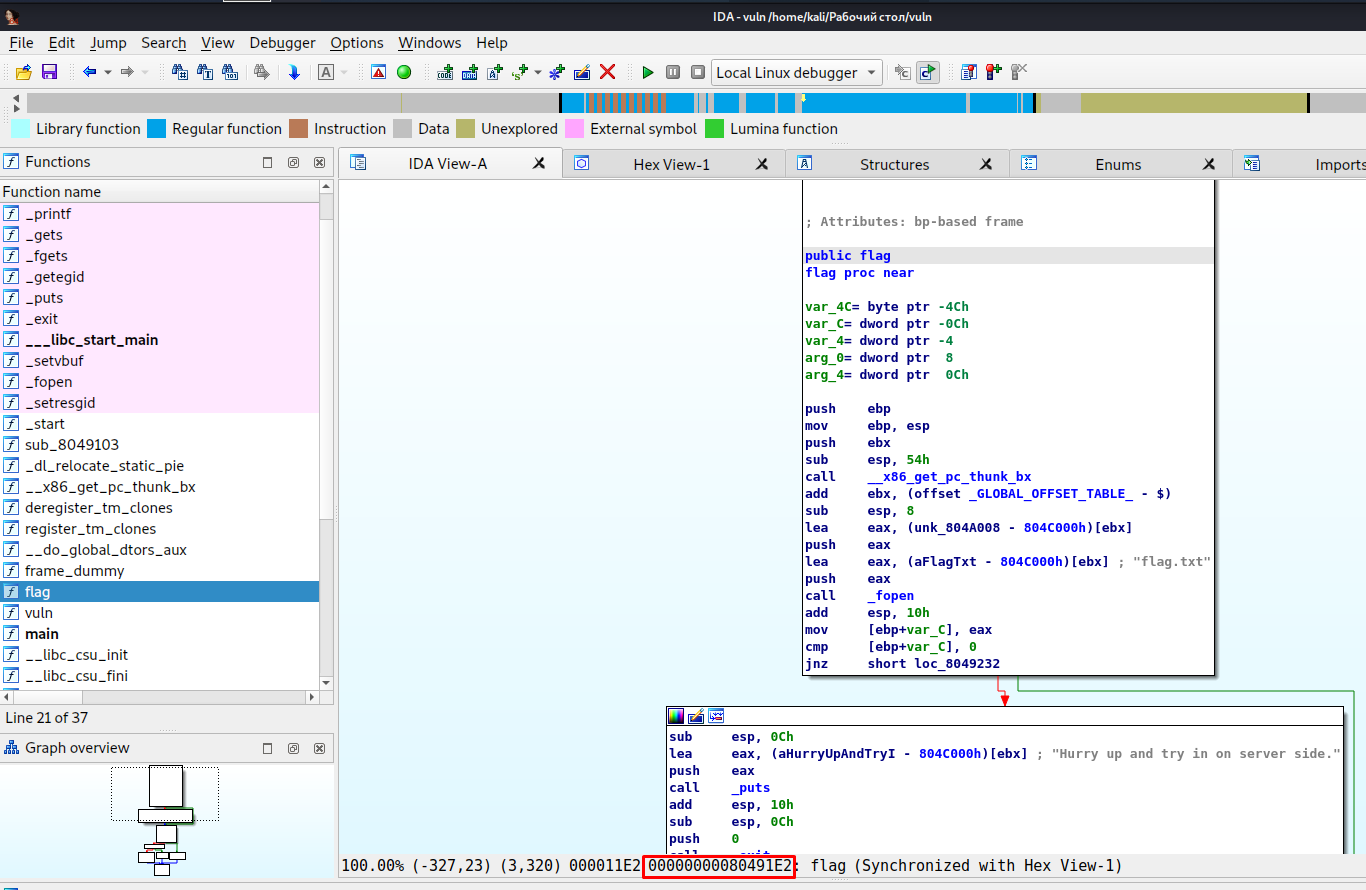 IDA - vuln /home/kali/Рабочий стол/vuln
File Edit Jump Search View Debugger Options Windows Help
Local Linux debugger
Library function Regular function Instruction Data Unexplored External symbol Lumina function
Functions
IDA View-A Hex View-1 Structures Enums Imports
Function name
_printf
_gets
_fgets
_getegid
_puts
_exit
___libc_start_main
_setvbuf
_fopen
_setresgid
_start
sub_8049103
_dl_relocate_static_pie
__x86_get_pc_thunk_bx
deregister_tm_clones
register_tm_clones
__do_global_dtors_aux
frame_dummy
flag
vuln
main
__libc_csu_init
__libc_csu_fini
Line 21 of 37
Graph overview
; Attributes: bp-based frame
public flag
flag proc near
var_4C= byte ptr -4Ch
var_C= dword ptr -0Ch
var_4= dword ptr -4
arg_0= dword ptr  8
arg_4= dword ptr  0Ch
push    ebp
mov     ebp, esp
push    ebx
sub     esp, 54h
call    __x86_get_pc_thunk_bx
add     ebx, (offset _GLOBAL_OFFSET_TABLE_ - $)
sub     esp, 8
lea     eax, (unk_804A008 - 804C000h)[ebx]
push    eax
lea     eax, (aFlagTxt - 804C000h)[ebx] ; "flag.txt"
push    eax
call    _fopen
add     esp, 10h
mov     [ebp+var_C], eax
cmp     [ebp+var_C], 0
jnz     short loc_8049232
sub     esp, 0Ch
lea     eax, (aHurryUpAndTryI - 804C000h)[ebx] ; "Hurry up and try in on server side."
push    eax
call    _puts
add     esp, 10h
sub     esp, 0Ch
push    0
100.00% (-327,23) (3,320) 000011E2 00000000080491E2: flag (Synchronized with Hex View-1)